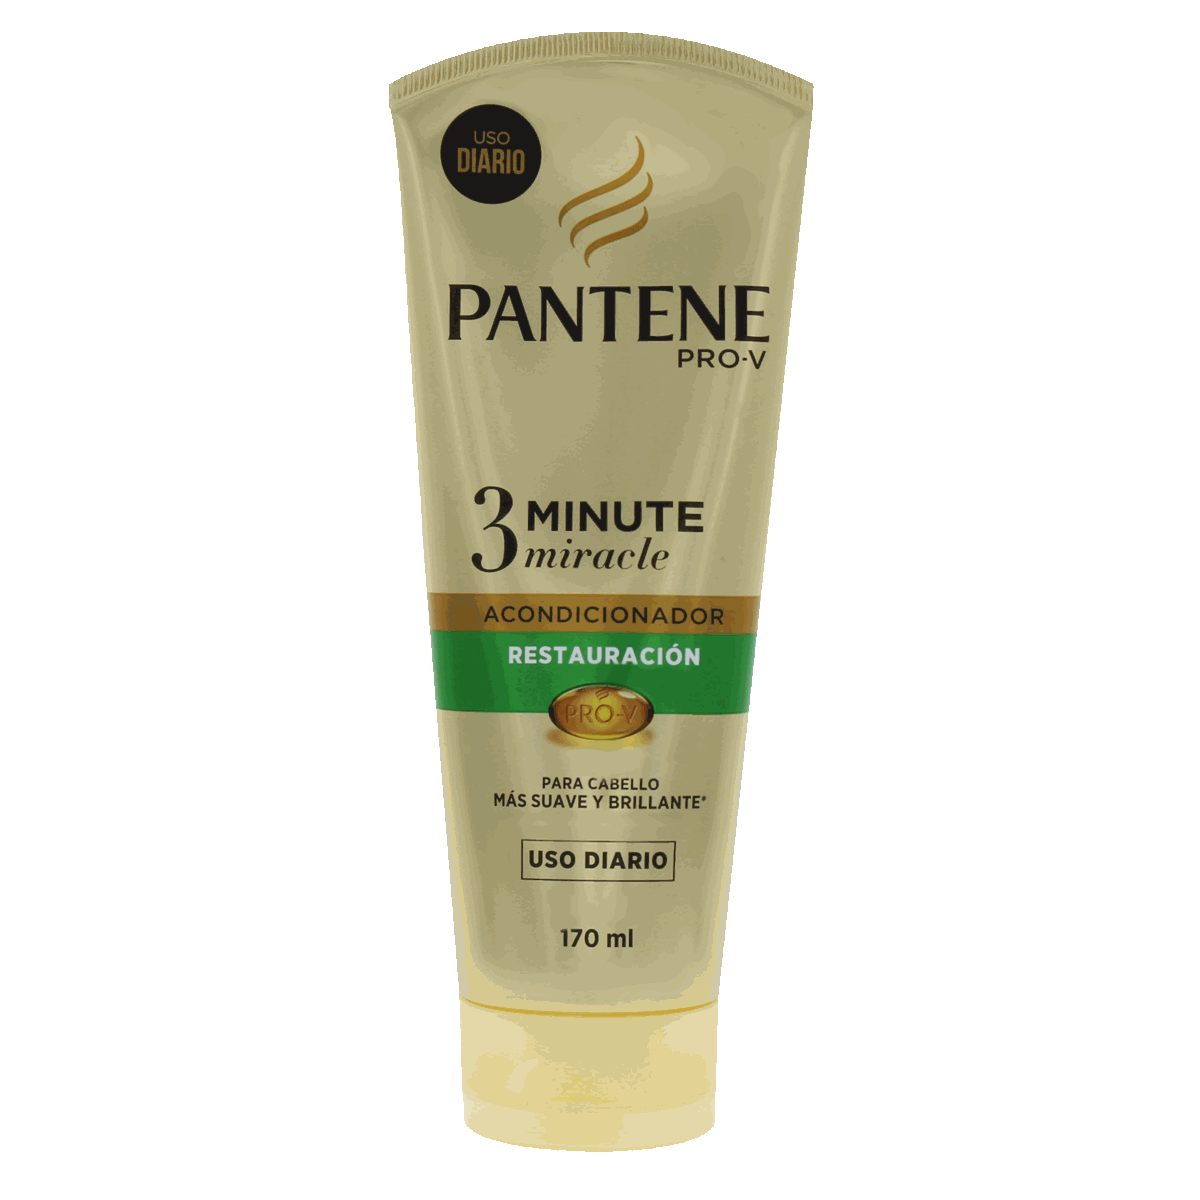 USO
DIARIO
PANTENE
PRO-V
3 MINUTE
miracle
ACONDICIONADOR
RESTAURACIÓN
PRO-V
PARA CABELLO
MÁS SUAVE Y BRILLANTE*
USO DIARIO
170 ml